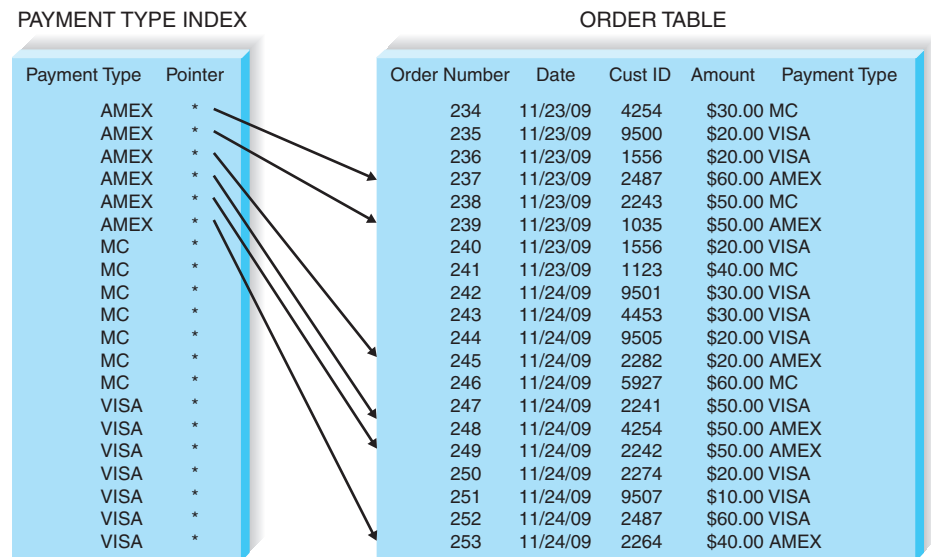 PAYMENT TYPE INDEX
Payment Type Pointer
AMEX *
AMEX *
AMEX *
AMEX *
AMEX *
AMEX *
MC *
MC *
MC *
MC *
MC *
MC *
MC *
VISA *
VISA *
VISA *
VISA *
VISA *
VISA *
VISA *
ORDER TABLE
Order Number Date Cust ID Amount Payment Type
234 11/23/09 4254 $30.00 MC
235 11/23/09 9500 $20.00 VISA
236 11/23/09 1556 $20.00 VISA
237 11/23/09 2487 $60.00 AMEX
238 11/23/09 2243 $50.00 MC
239 11/23/09 1035 $50.00 AMEX
240 11/23/09 1556 $20.00 VISA
241 11/23/09 1123 $40.00 MC
242 11/24/09 9501 $30.00 VISA
243 11/24/09 4453 $30.00 VISA
244 11/24/09 9505 $20.00 VISA
245 11/24/09 2282 $20.00 AMEX
246 11/24/09 5927 $60.00 MC
247 11/24/09 2241 $50.00 VISA
248 11/24/09 4254 $50.00 AMEX
249 11/24/09 2242 $50.00 AMEX
250 11/24/09 2274 $20.00 VISA
251 11/24/09 9507 $10.00 VISA
252 11/24/09 2487 $60.00 VISA
253 11/24/09 2264 $40.00 AMEX